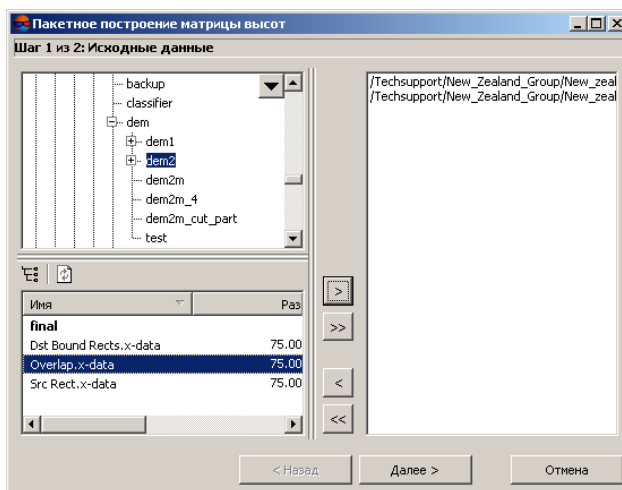 Пакетное построение матрицы высот
Шаг 1 из 2: Исходные данные
backup
classifier
dem
dem1
dem2
dem2m
dem2m_4
dem2m_cut_part
test
Имя Раз
final
Dst Bound Rects.x-data 75.00
Overlap.x-data 75.00
Src Rect.x-data 75.00
>
>>
<
<<
/Techsupport/New_Zealand_Group/New_zeal
/Techsupport/New_Zealand_Group/New_zeal
< Назад Далее > Отмена